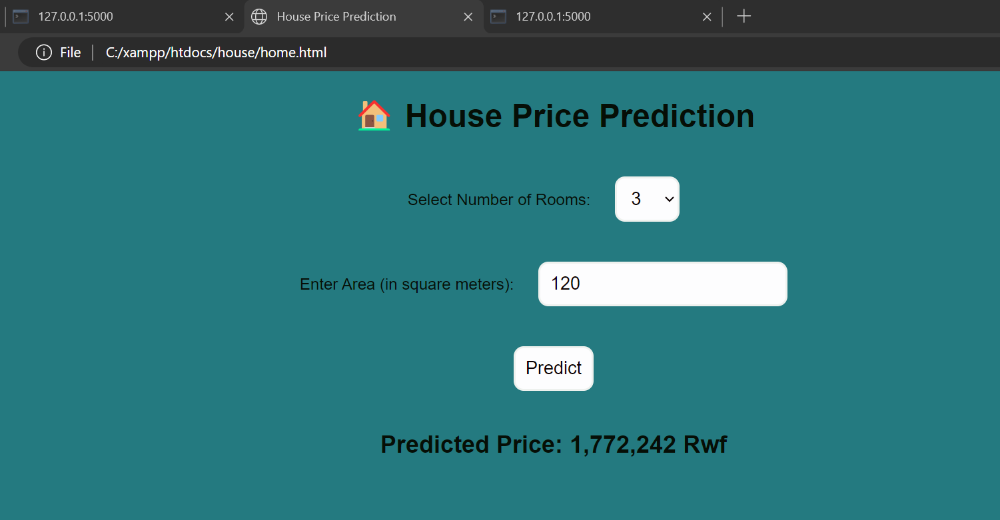 127.0.0.1:5000 House Price Prediction 127.0.0.1:5000
File C:/xampp/htdocs/house/home.html
House Price Prediction
Select Number of Rooms: 3
Enter Area (in square meters): 120
Predict
Predicted Price: 1,772,242 Rwf